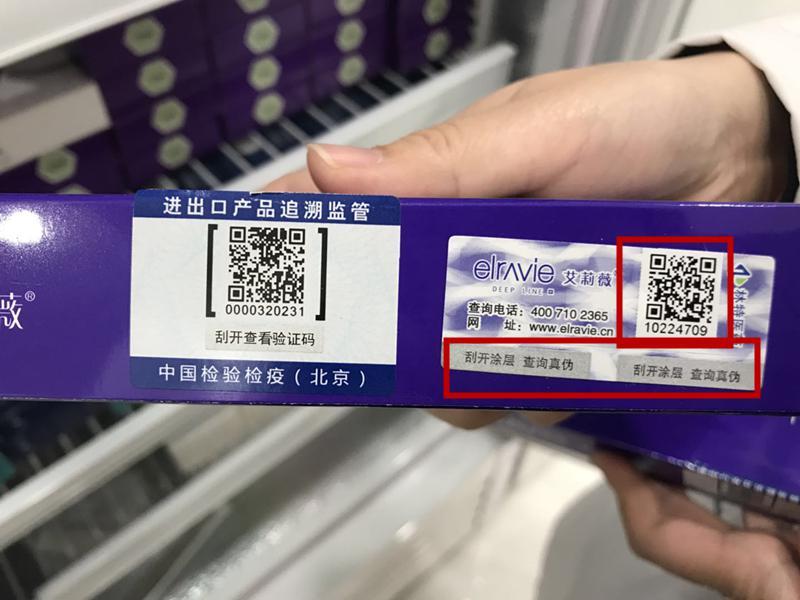 薇®
进出口产品追溯监管
0000320231
刮开查看验证码
中国检验检疫（北京）
elravie 艾莉薇
DEEP LINE
查询电话：400 710 2365
网　址：www.elravie.cn
10224709
刮开涂层 查询真伪
刮开涂层 查询真伪